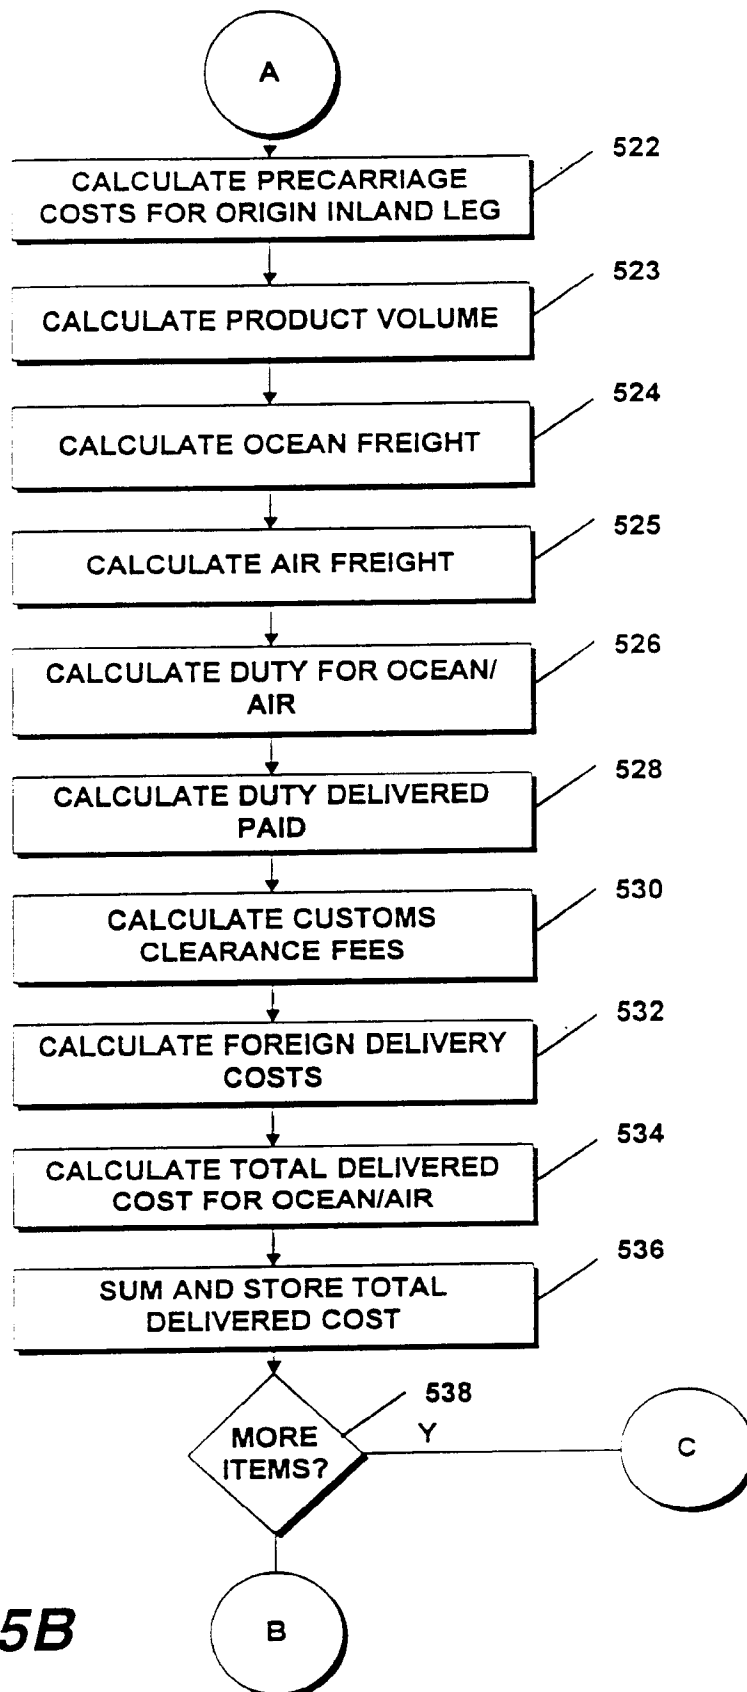 A
522
CALCULATE PRECARRIAGE
COSTS FOR ORIGIN INLAND LEG
523
CALCULATE PRODUCT VOLUME
524
CALCULATE OCEAN FREIGHT
525
CALCULATE AIR FREIGHT
526
CALCULATE DUTY FOR OCEAN/
AIR
528
CALCULATE DUTY DELIVERED
PAID
530
CALCULATE CUSTOMS
CLEARANCE FEES
532
CALCULATE FOREIGN DELIVERY
COSTS
534
CALCULATE TOTAL DELIVERED
COST FOR OCEAN/AIR
536
SUM AND STORE TOTAL
DELIVERED COST
538
MORE
ITEMS?
Y
C
B
5B